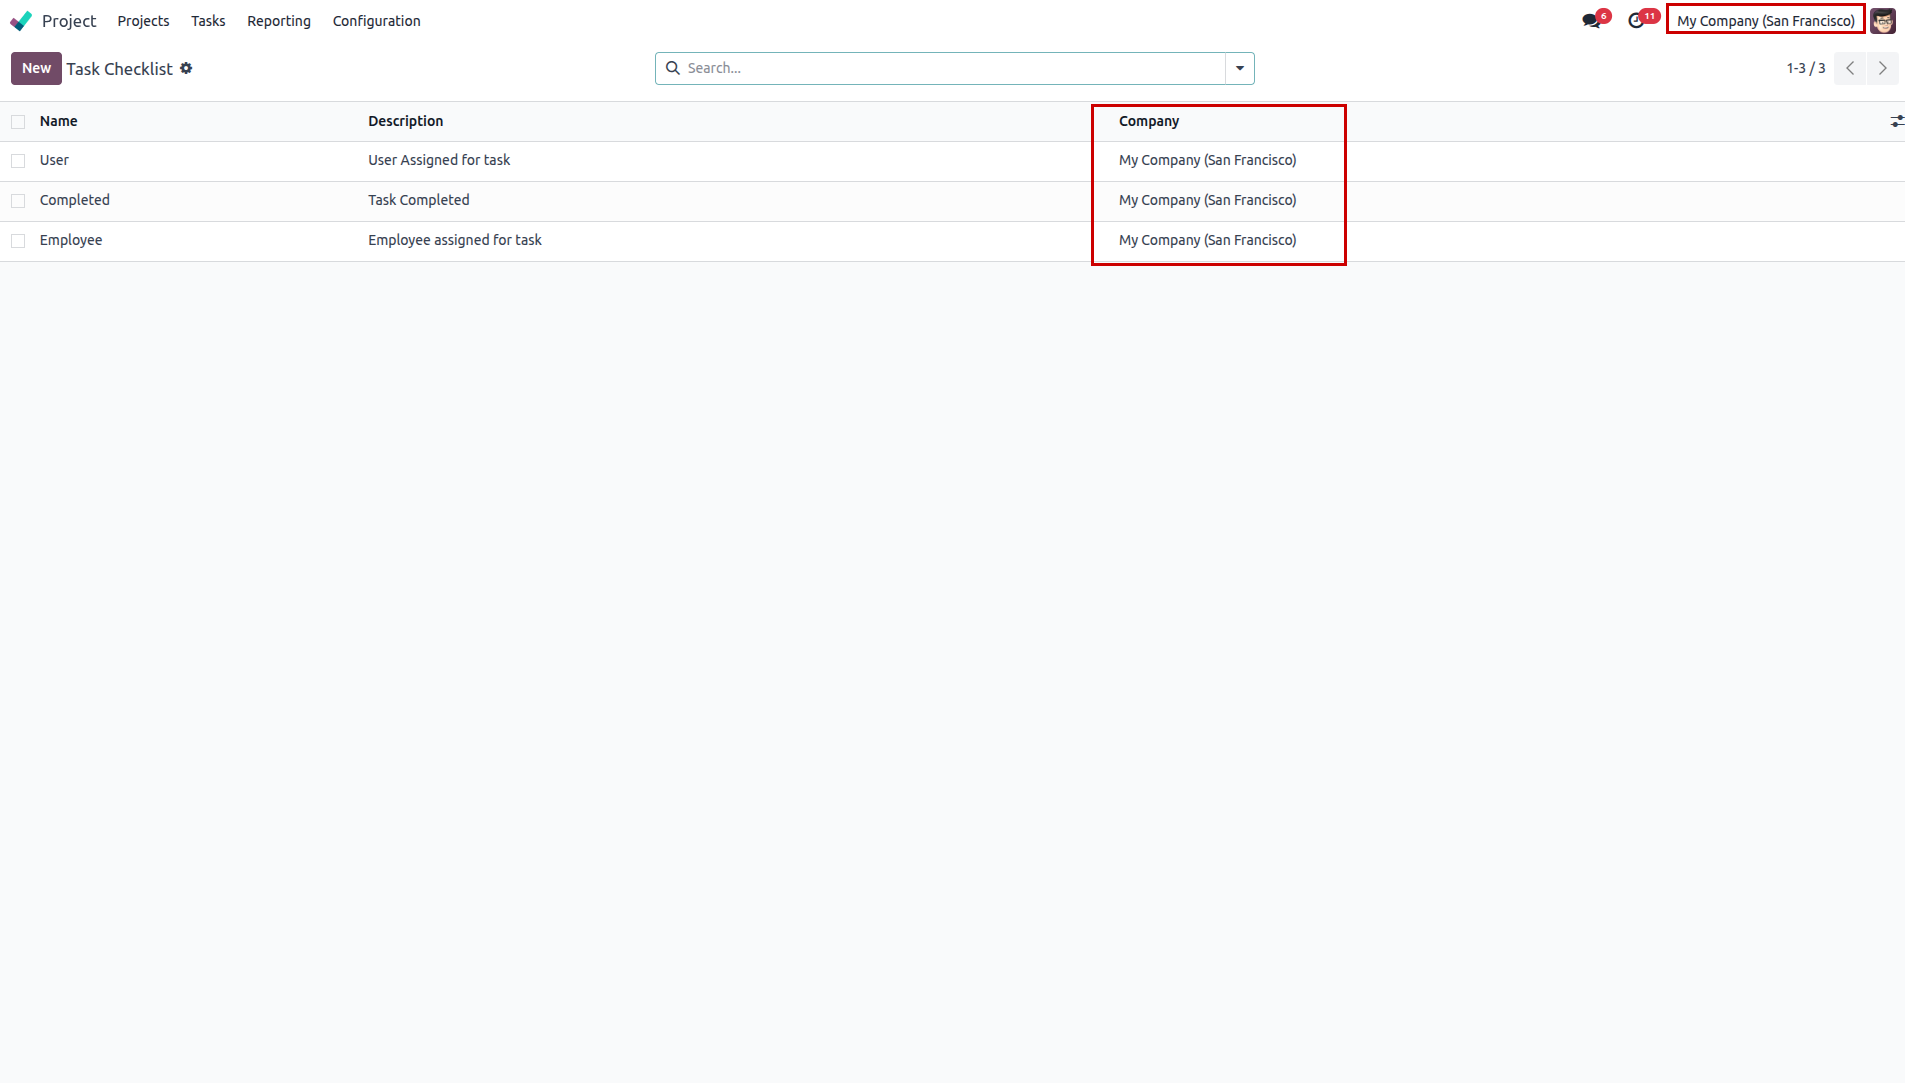 Project Projects Tasks Reporting Configuration 6 11 My Company (San Francisco)
New Task Checklist Search... 1-3 / 3
Name Description Company
User User Assigned for task My Company (San Francisco)
Completed Task Completed My Company (San Francisco)
Employee Employee assigned for task My Company (San Francisco)